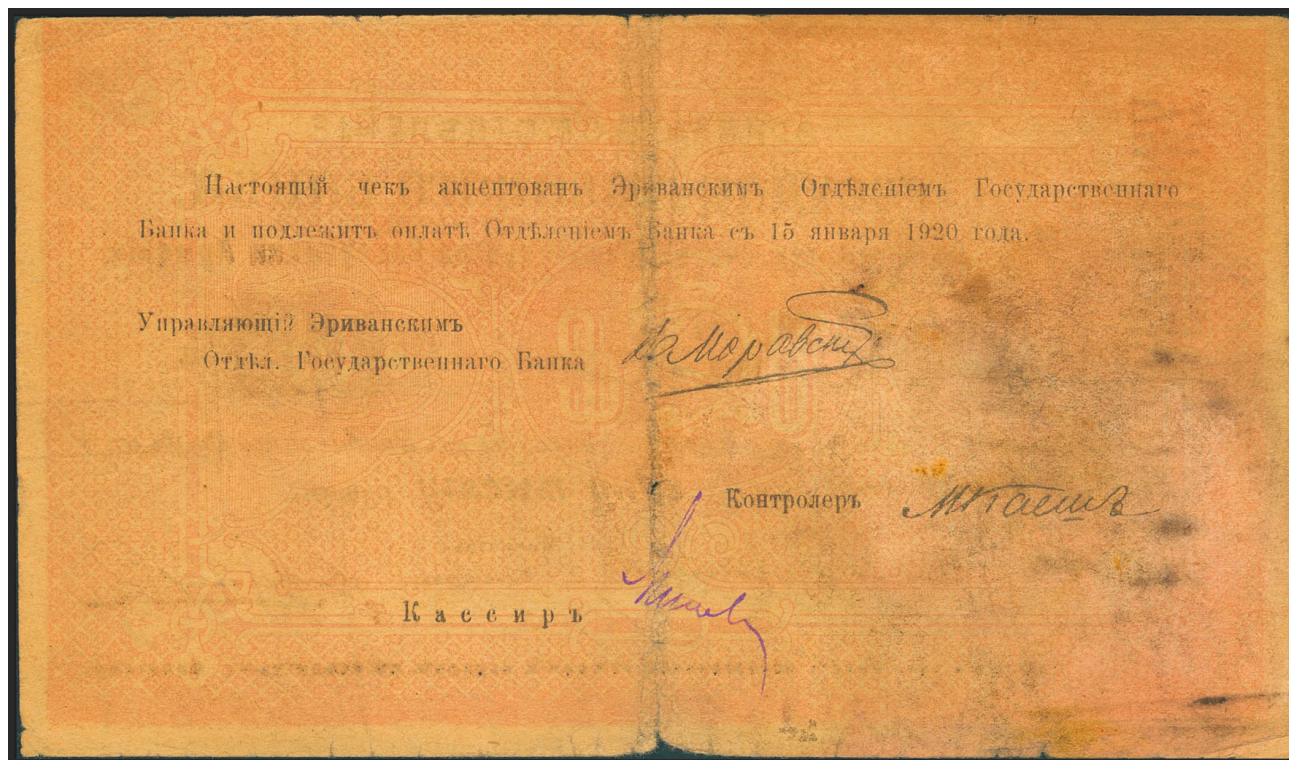 Настоящій чекъ акцептованъ Эриванскимъ Отдѣленіемъ Государственнаго
Банка и подлежитъ оплатѣ Отдѣленіемъ Банка съ 15 января 1920 года.
Управляющій Эриванскимъ
Отдѣл. Государственнаго Банка
Контролеръ
Кассиръ